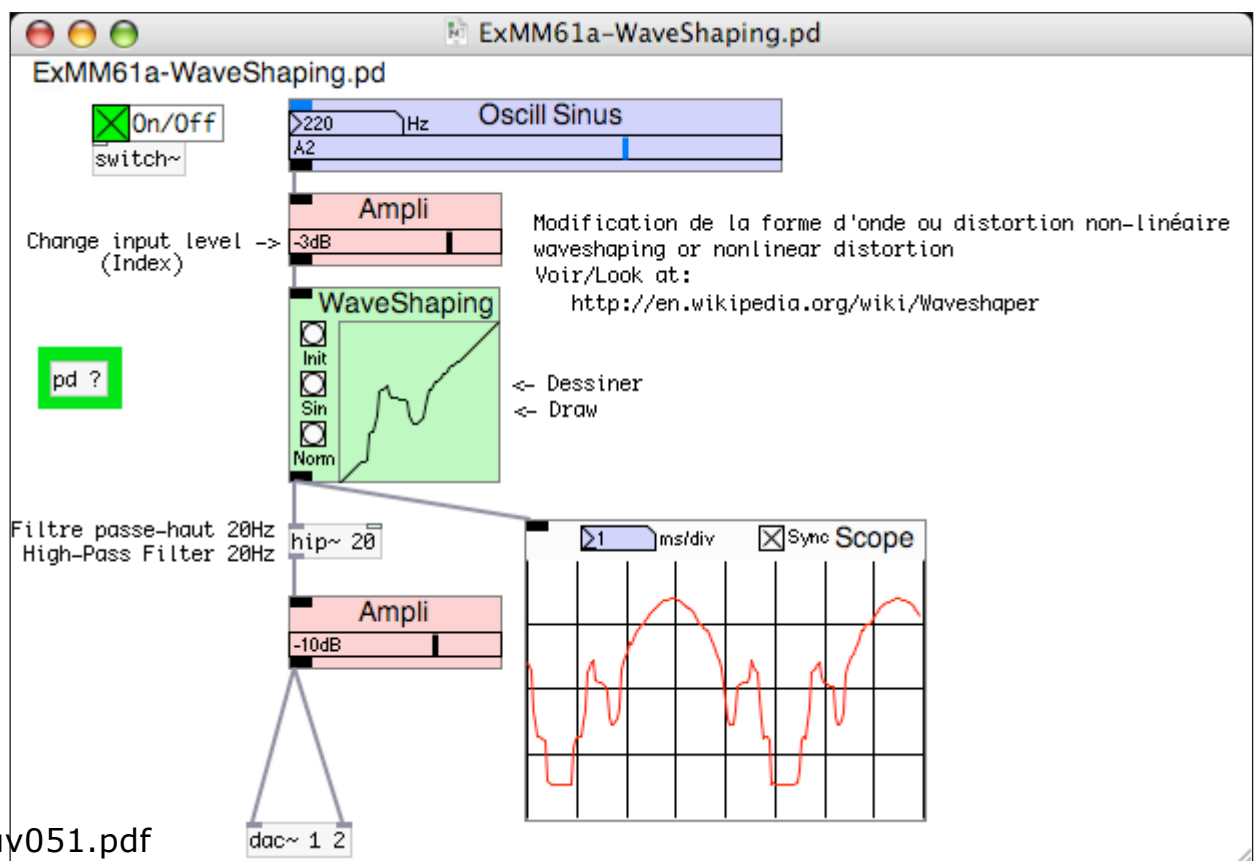 ExMM61a-WaveShaping.pd
ExMM61a-WaveShaping.pd
On/Off
switch~
Oscill Sinus
220 Hz
A2
Ampli
Change input level -> -3dB
(Index)
Modification de la forme d'onde ou distortion non-linéaire
waveshaping or nonlinear distortion
Voir/Look at:
http://en.wikipedia.org/wiki/Waveshaper
WaveShaping
Init
Sin
Norm
pd ?
<- Dessiner
<- Draw
Filtre passe-haut 20Hz
High-Pass Filter 20Hz
hip~ 20
1 ms/div Sync Scope
Ampli
-10dB
dac~ 1 2
v051.pdf